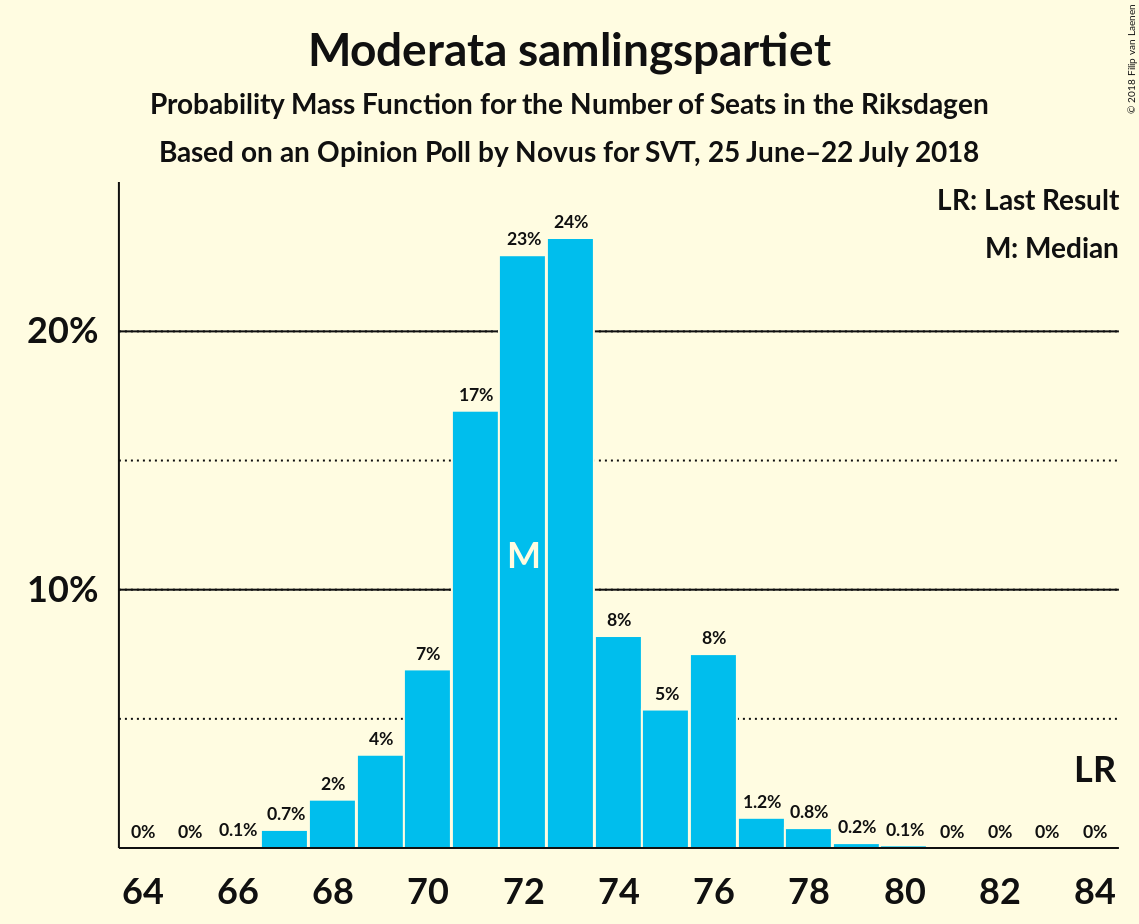 Moderata samlingspartiet
Probability Mass Function for the Number of Seats in the Riksdagen
Based on an Opinion Poll by Novus for SVT, 25 June–22 July 2018
© 2018 Filip van Laenen
LR: Last Result
M: Median
20%
10%
0%
0%
0.1%
0.7%
2%
4%
7%
17%
23%
24%
8%
5%
8%
1.2%
0.8%
0.2%
0.1%
0%
0%
0%
0%
M
LR
64 66 68 70 72 74 76 78 80 82 84